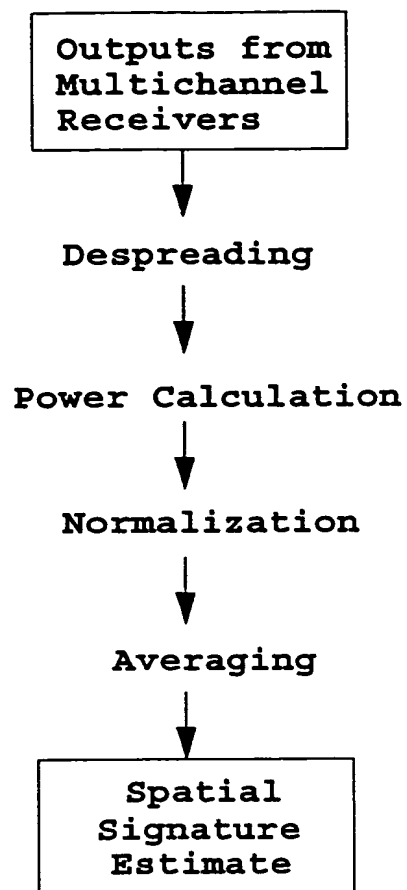 Outputs from
Multichannel
Receivers
Despreading
Power Calculation
Normalization
Averaging
Spatial
Signature
Estimate